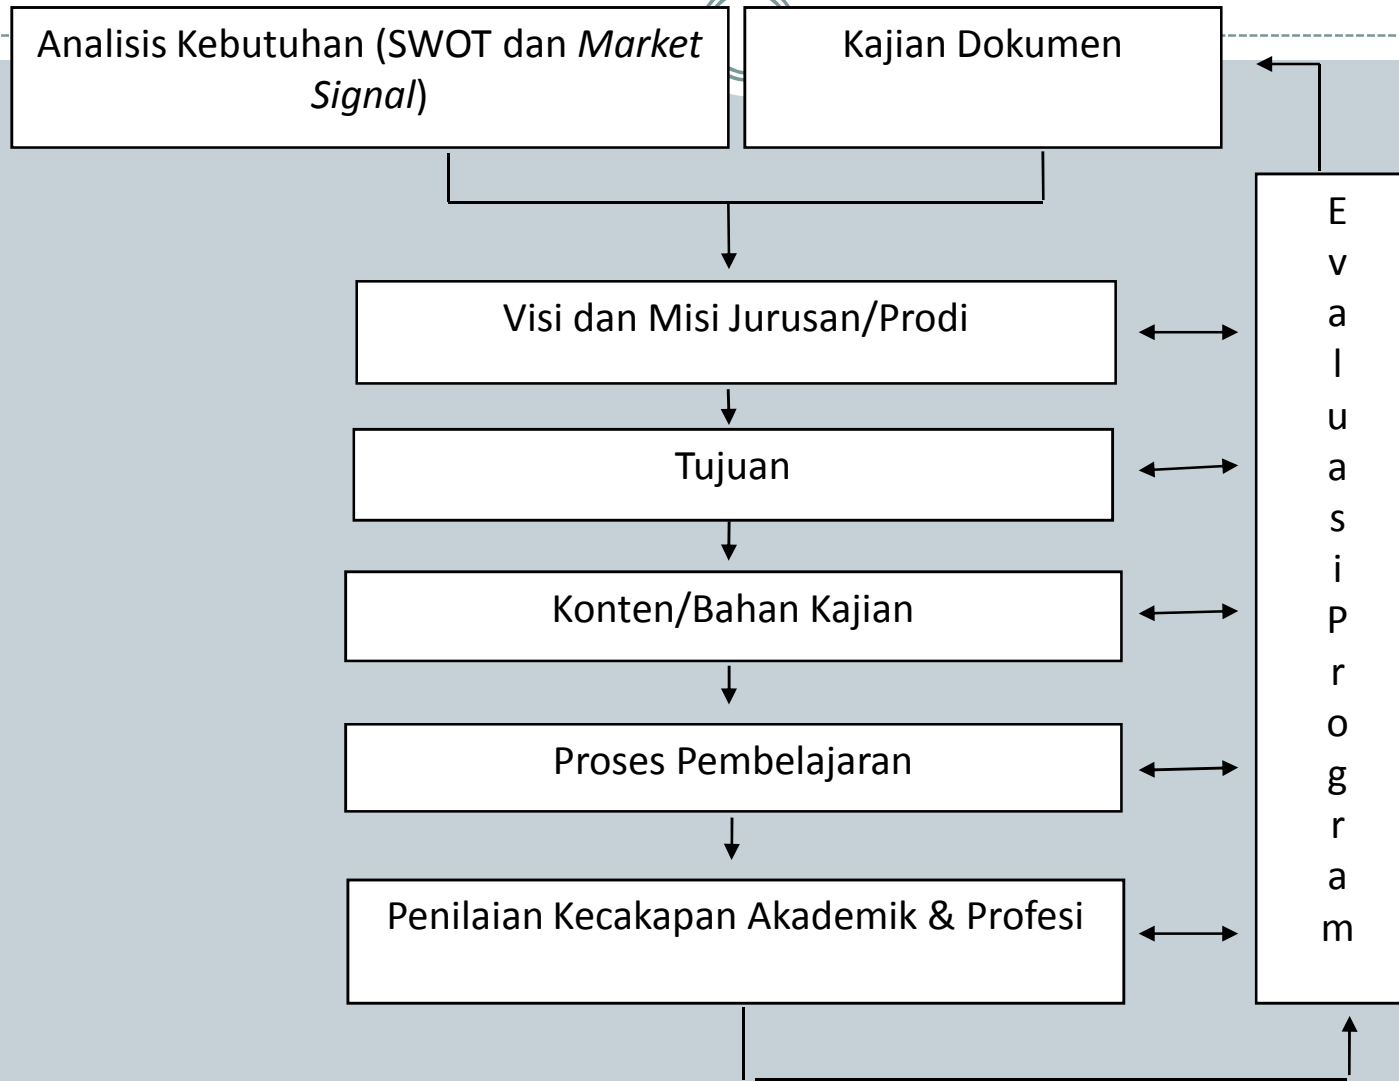 Analisis Kebutuhan (SWOT dan Market
Signal)
Kajian Dokumen
Visi dan Misi Jurusan/Prodi
Tujuan
Konten/Bahan Kajian
Proses Pembelajaran
Penilaian Kecakapan Akademik & Profesi
E
v
a
l
u
a
s
i
P
r
o
g
r
a
m